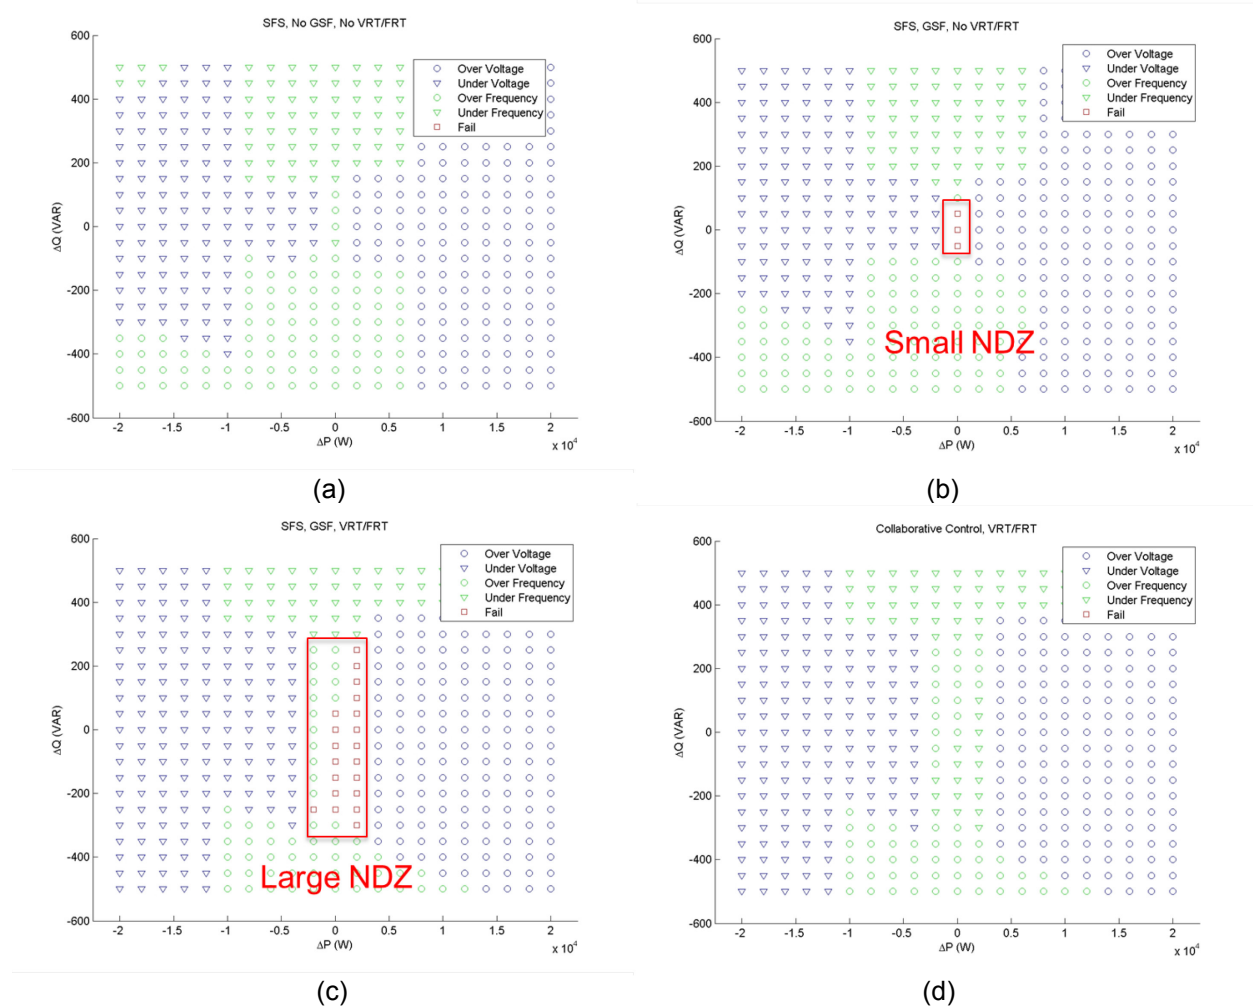 SFS, No GSF, No VRT/FRT
600
400
200
0
-200
-400
-600
ΔQ (VAR)
Over Voltage
Under Voltage
Over Frequency
Under Frequency
Fail
-2
-1.5
-1
-0.5
0
0.5
1
1.5
2
ΔP (W)
x 10⁴
(a)
SFS, GSF, No VRT/FRT
600
400
200
0
-200
-400
-600
ΔQ (VAR)
Over Voltage
Under Voltage
Over Frequency
Under Frequency
Fail
Small NDZ
-2
-1.5
-1
-0.5
0
0.5
1
1.5
2
ΔP (W)
x 10⁴
(b)
SFS, GSF, VRT/FRT
600
400
200
0
-200
-400
-600
ΔQ (VAR)
Over Voltage
Under Voltage
Over Frequency
Under Frequency
Fail
Large NDZ
-2
-1.5
-1
-0.5
0
0.5
1
1.5
2
ΔP (W)
x 10⁴
(c)
Collaborative Control, VRT/FRT
600
400
200
0
-200
-400
-600
ΔQ (VAR)
Over Voltage
Under Voltage
Over Frequency
Under Frequency
Fail
-2
-1.5
-1
-0.5
0
0.5
1
1.5
2
ΔP (W)
x 10⁴
(d)